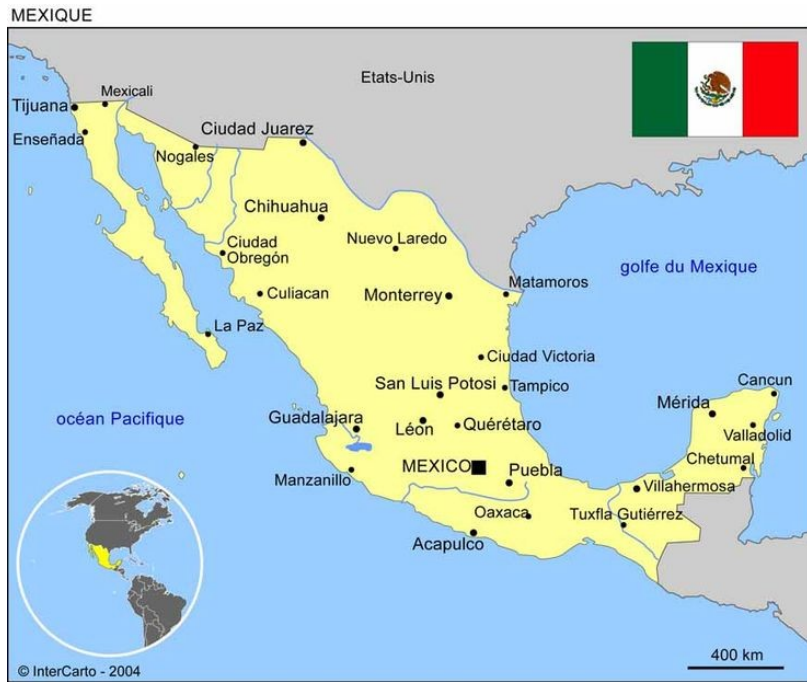 MEXIQUE
Etats-Unis
Mexicali
Tijuana
Enseñada
Ciudad Juarez
Nogales
Chihuahua
Nuevo Laredo
Ciudad
Obregón
golfe du Mexique
Culiacan
Monterrey
Matamoros
La Paz
Ciudad Victoria
San Luis Potosi
Tampico
Cancun
océan Pacifique
Guadalajara
Léon
Quérétaro
Mérida
Valladolid
Manzanillo
MEXICO
Puebla
Chetumal
Villahermosa
Oaxaca
Tuxfla Gutiérrez
Acapulco
400 km
© InterCarto - 2004